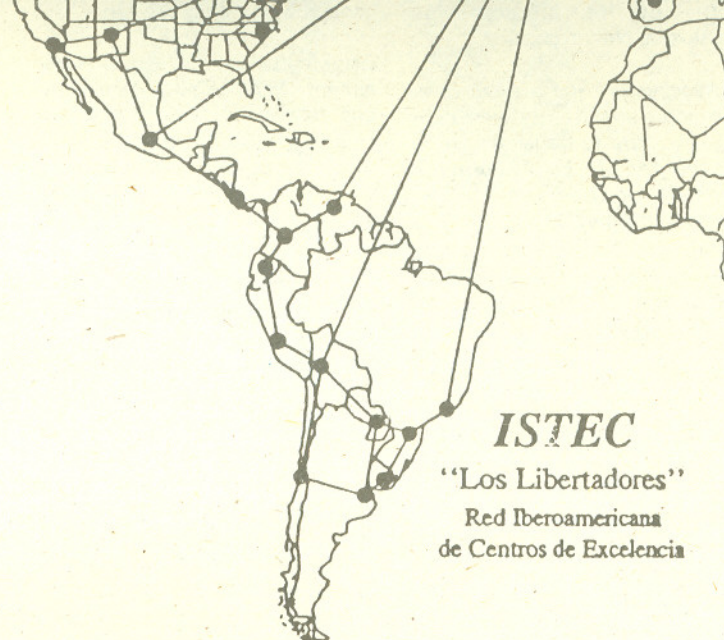 ISTEC
“Los Libertadores”
Red Iberoamericana
de Centros de Excelencia